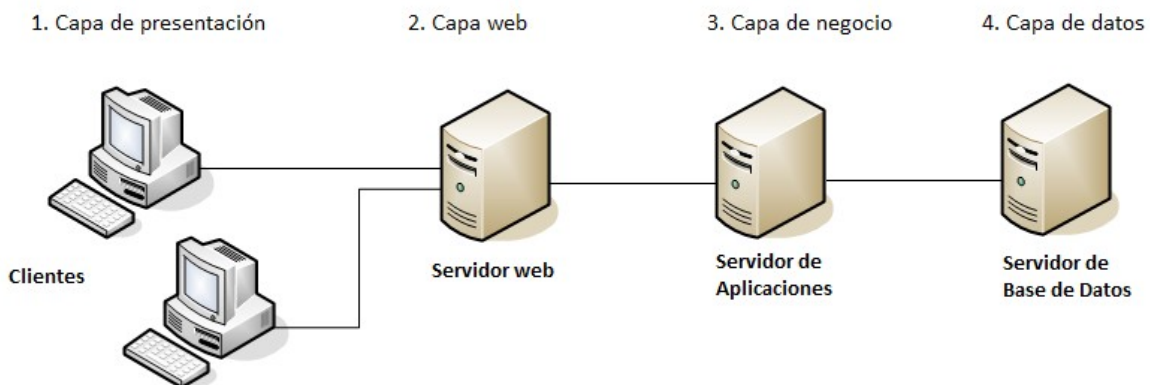 1. Capa de presentación
2. Capa web
3. Capa de negocio
4. Capa de datos
Clientes
Servidor web
Servidor de
Aplicaciones
Servidor de
Base de Datos